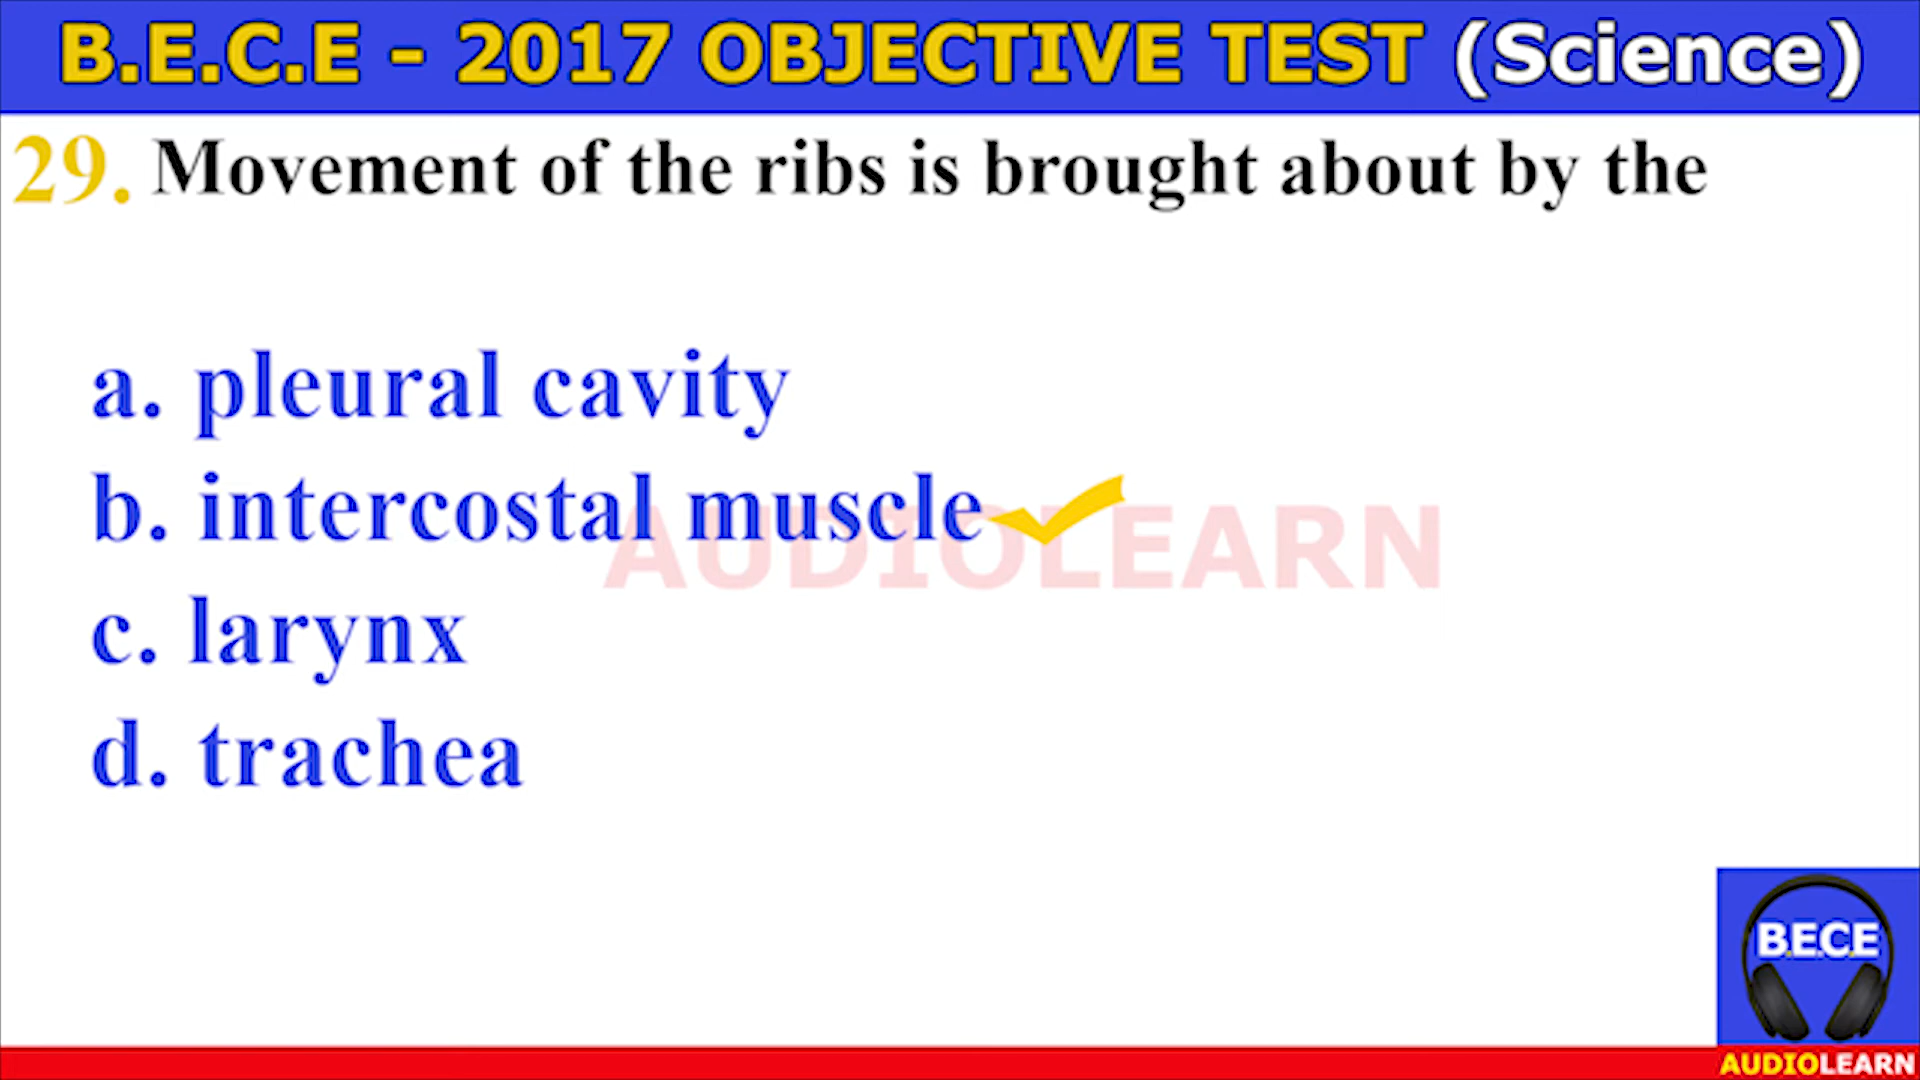 B.E.C.E - 2017 OBJECTIVE TEST (Science)
29. Movement of the ribs is brought about by the
a. pleural cavity
b. intercostal muscle
AUDIOLEARN
c. larynx
d. trachea
B.E.C.E
AUDIOLEARN